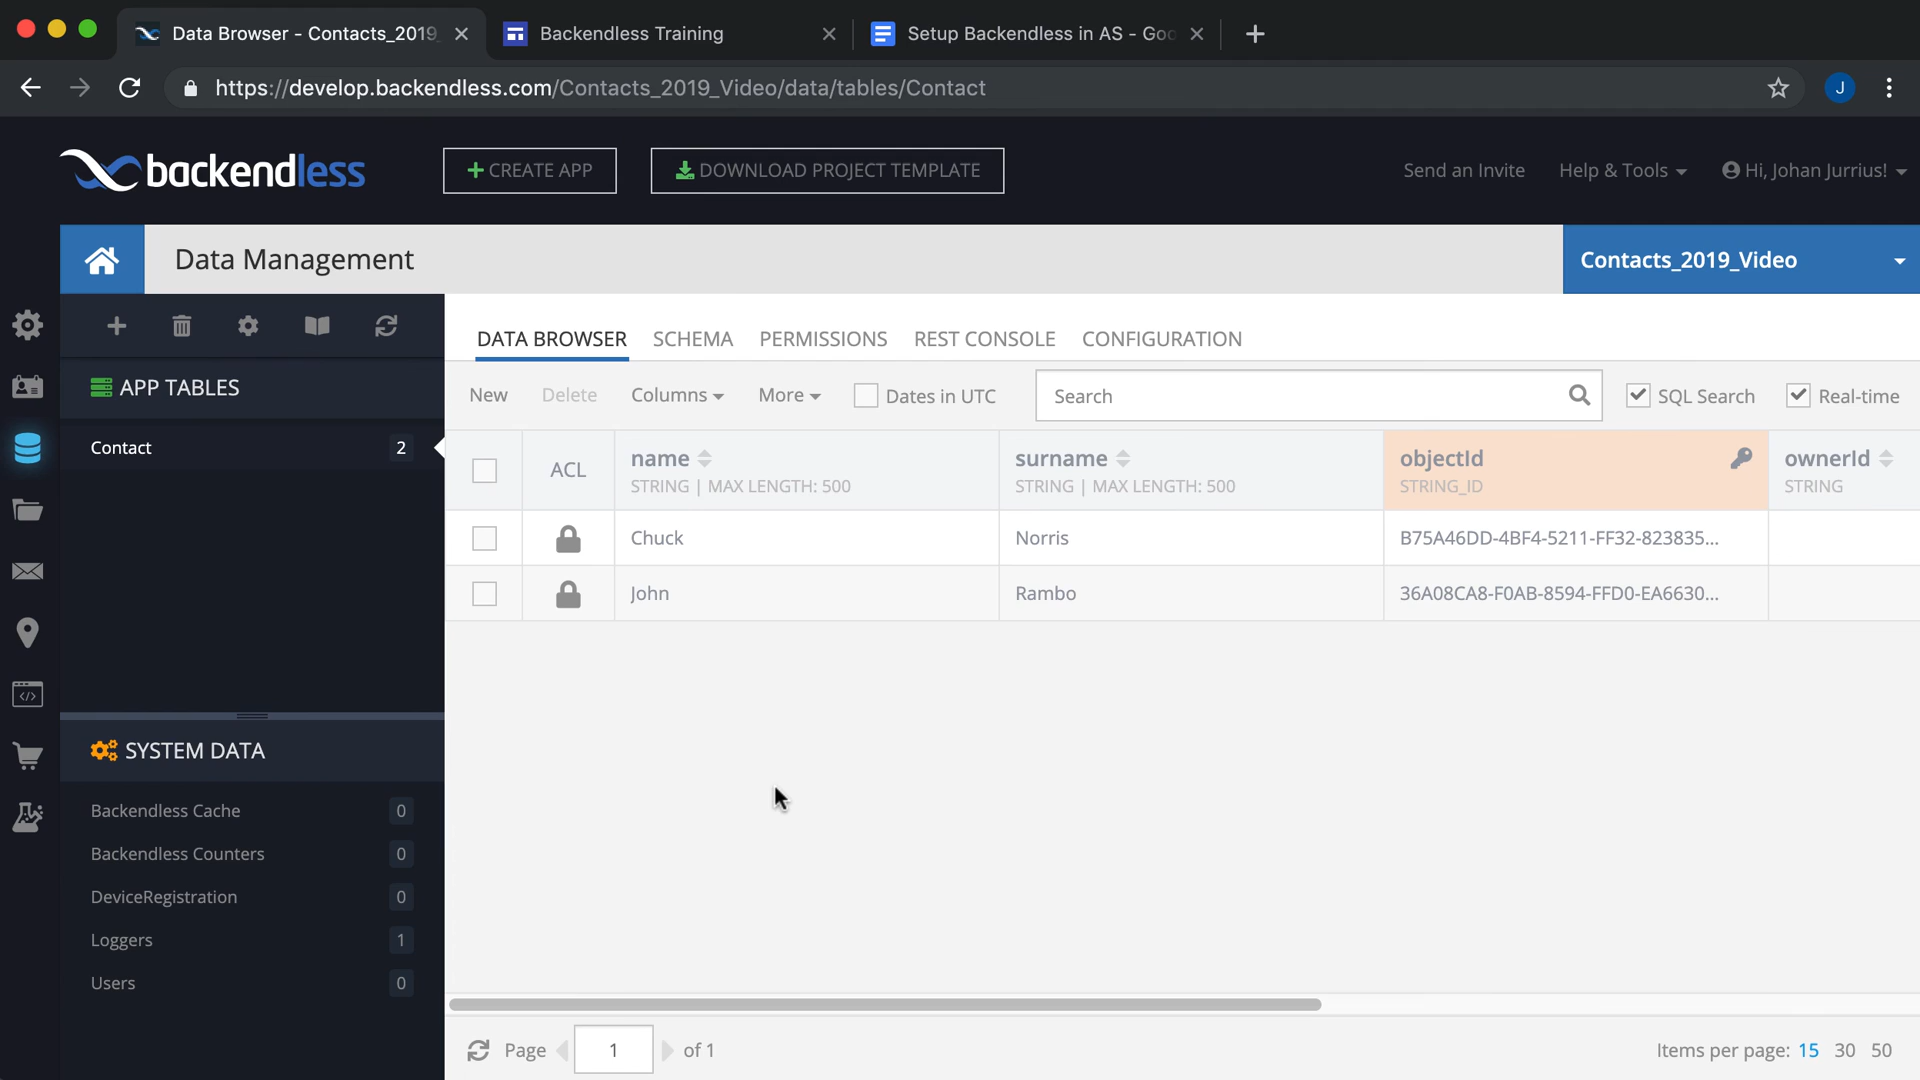 Data Browser - Contacts_2019_
Backendless Training
Setup Backendless in AS - Goo
https://develop.backendless.com/Contacts_2019_Video/data/tables/Contact
J
backendless
CREATE APP
DOWNLOAD PROJECT TEMPLATE
Send an Invite
Help & Tools
Hi, Johan Jurrius!
Data Management
Contacts_2019_Video
APP TABLES
Contact 2
SYSTEM DATA
Backendless Cache 0
Backendless Counters 0
DeviceRegistration 0
Loggers 1
Users 0
DATA BROWSER SCHEMA PERMISSIONS REST CONSOLE CONFIGURATION
New Delete Columns More Dates in UTC Search SQL Search Real-time
ACL name surname objectId ownerId
STRING | MAX LENGTH: 500 STRING | MAX LENGTH: 500 STRING_ID STRING
Chuck Norris B75A46DD-4BF4-5211-FF32-823835...
John Rambo 36A08CA8-F0AB-8594-FFD0-EA6630...
Page 1 of 1
Items per page: 15 30 50